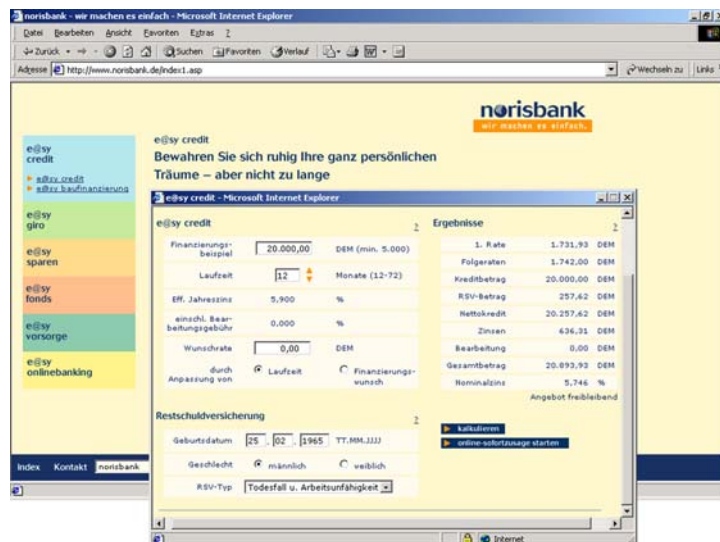 norisbank - wir machen es einfach - Microsoft Internet Explorer
Datei Bearbeiten Ansicht Favoriten Extras ?
Zurück Suchen Favoriten Verlauf
Adresse http://www.norisbank.de/index1.asp Wechseln zu Links
norisbank
wir machen es einfach.
e@sy credit
e@sy credit
e@sy baufinanzierung
e@sy giro
e@sy sparen
e@sy fonds
e@sy vorsorge
e@sy onlinebanking
e@sy credit
Bewahren Sie sich ruhig Ihre ganz persönlichen
Träume – aber nicht zu lange
e@sy credit - Microsoft Internet Explorer
e@sy credit ?
Finanzierungs-beispiel 20.000,00 DEM (min. 5.000)
Laufzeit 12 Monate (12-72)
Eff. Jahreszins 5,900 %
einschl. Bear-beitungsgebühr 0,000 %
Wunschrate 0,00 DEM
durch Anpassung von Laufzeit Finanzierungs-wunsch
Restschuldversicherung ?
Geburtsdatum 25 . 02 . 1965 TT.MM.JJJJ
Geschlecht männlich weiblich
RSV-Typ Todesfall u. Arbeitsunfähigkeit
Ergebnisse ?
1. Rate 1.731,93 DEM
Folgeraten 1.742,00 DEM
Kreditbetrag 20.000,00 DEM
RSV-Betrag 257,62 DEM
Nettokredit 20.257,62 DEM
Zinsen 636,31 DEM
Bearbeitung 0,00 DEM
Gesamtbetrag 20.893,93 DEM
Nominalzins 5,746 %
Angebot freibleibend
kalkulieren
online-sofortzusage starten
Index Kontakt norisbank
Internet